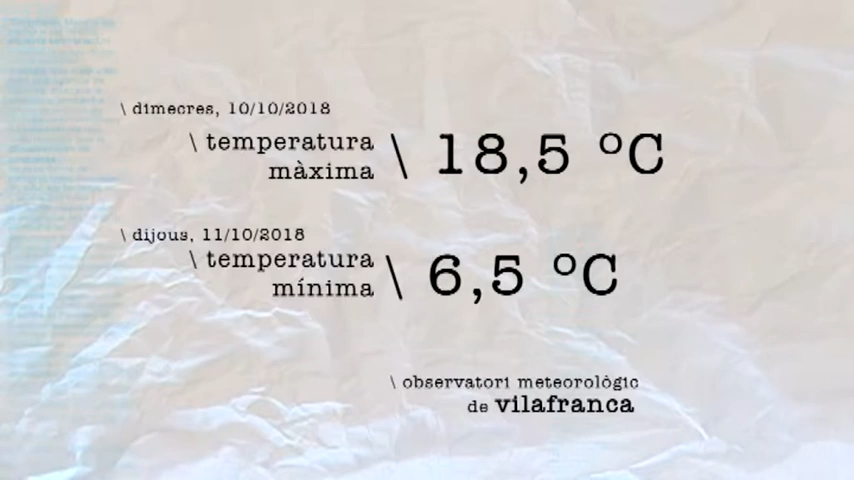 \ dimecres, 10/10/2018
\ temperatura
màxima
\ 18,5 ºC
\ dijous, 11/10/2018
\ temperatura
mínima
\ 6,5 ºC
\ observatori meteorològic
de vilafranca